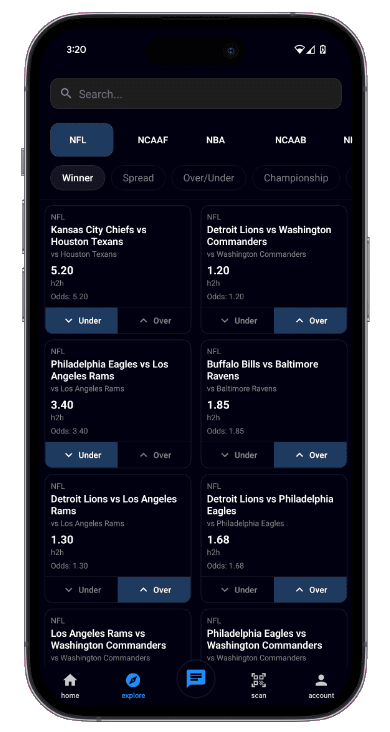 3:20
Search...
NFL NCAAF NBA NCAAB
Winner Spread Over/Under Championship
NFL
Kansas City Chiefs vs
Houston Texans
vs Houston Texans
5.20
h2h
Odds: 5.20
Under Over
NFL
Detroit Lions vs Washington
Commanders
vs Washington Commanders
1.20
h2h
Odds: 1.20
Under Over
NFL
Philadelphia Eagles vs Los
Angeles Rams
vs Los Angeles Rams
3.40
h2h
Odds: 3.40
Under Over
NFL
Buffalo Bills vs Baltimore
Ravens
vs Baltimore Ravens
1.85
h2h
Odds: 1.85
Under Over
NFL
Detroit Lions vs Los Angeles
Rams
vs Los Angeles Rams
1.30
h2h
Odds: 1.30
Under Over
NFL
Detroit Lions vs Philadelphia
Eagles
vs Philadelphia Eagles
1.68
h2h
Odds: 1.68
Under Over
NFL
Los Angeles Rams vs
Washington Commanders
vs Washington Commanders
NFL
Philadelphia Eagles vs
Washington Commanders
vs Washington Commanders
home explore scan account